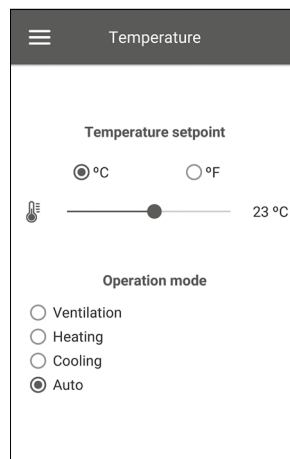 Temperature
Temperature setpoint
ºC ºF
23 ºC
Operation mode
Ventilation
Heating
Cooling
Auto